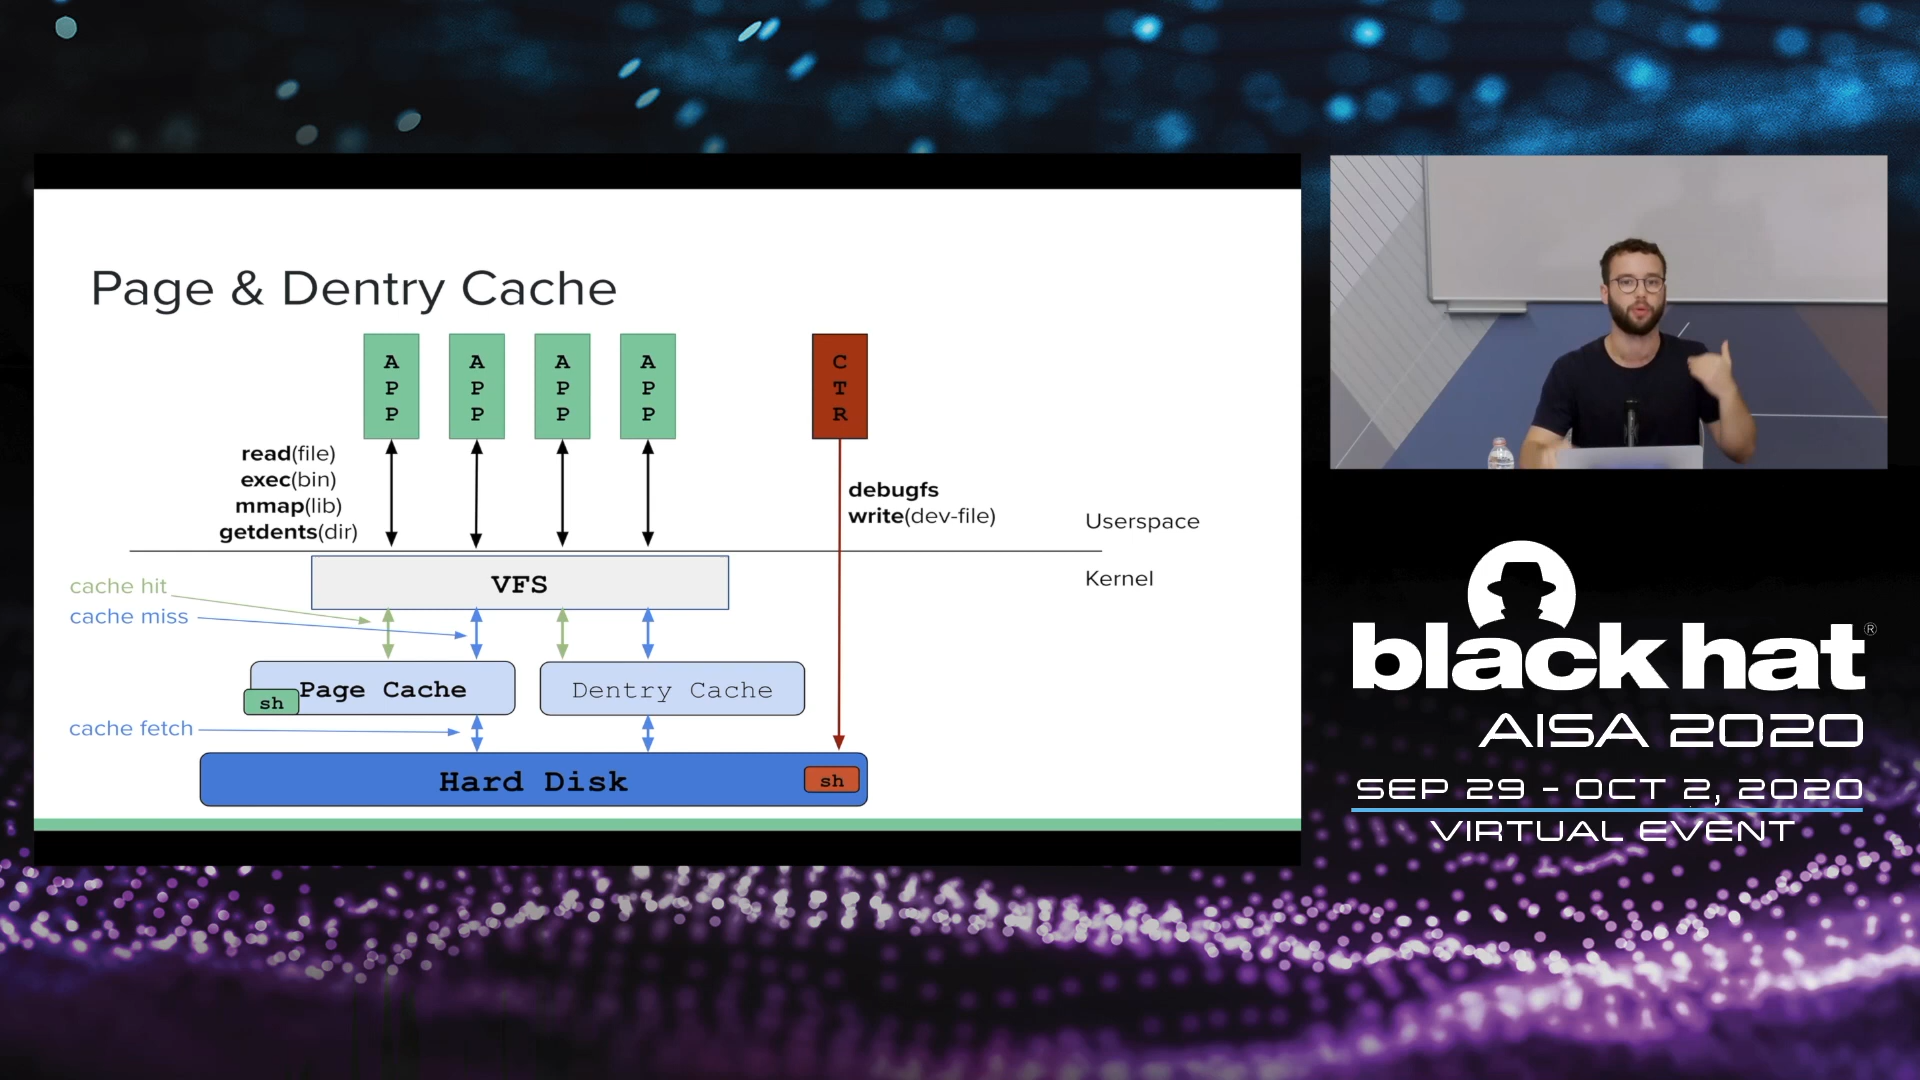 Page & Dentry Cache
A
P
P
A
P
P
A
P
P
A
P
P
C
T
R
read(file)
exec(bin)
mmap(lib)
getdents(dir)
debugfs
write(dev-file)
Userspace
Kernel
VFS
cache hit
cache miss
Page Cache
sh
Dentry Cache
cache fetch
Hard Disk
sh
black hat®
AISA 2020
SEP 29 - OCT 2, 2020
VIRTUAL EVENT